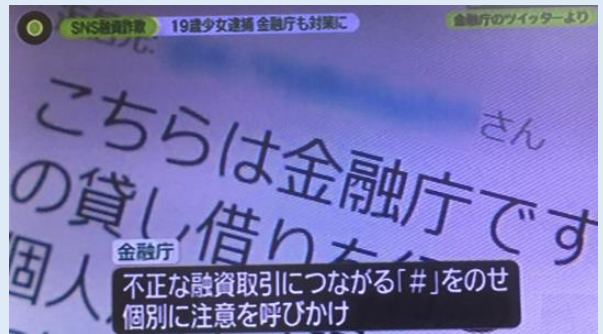 SNS融資詐欺 19歳少女逮捕 金融庁も対策に
金融庁のツイッターより
さん
こちらは金融庁です
の貸し借りを
個人
金融庁
不正な融資取引につながる「#」をのせ
個別に注意を呼びかけ